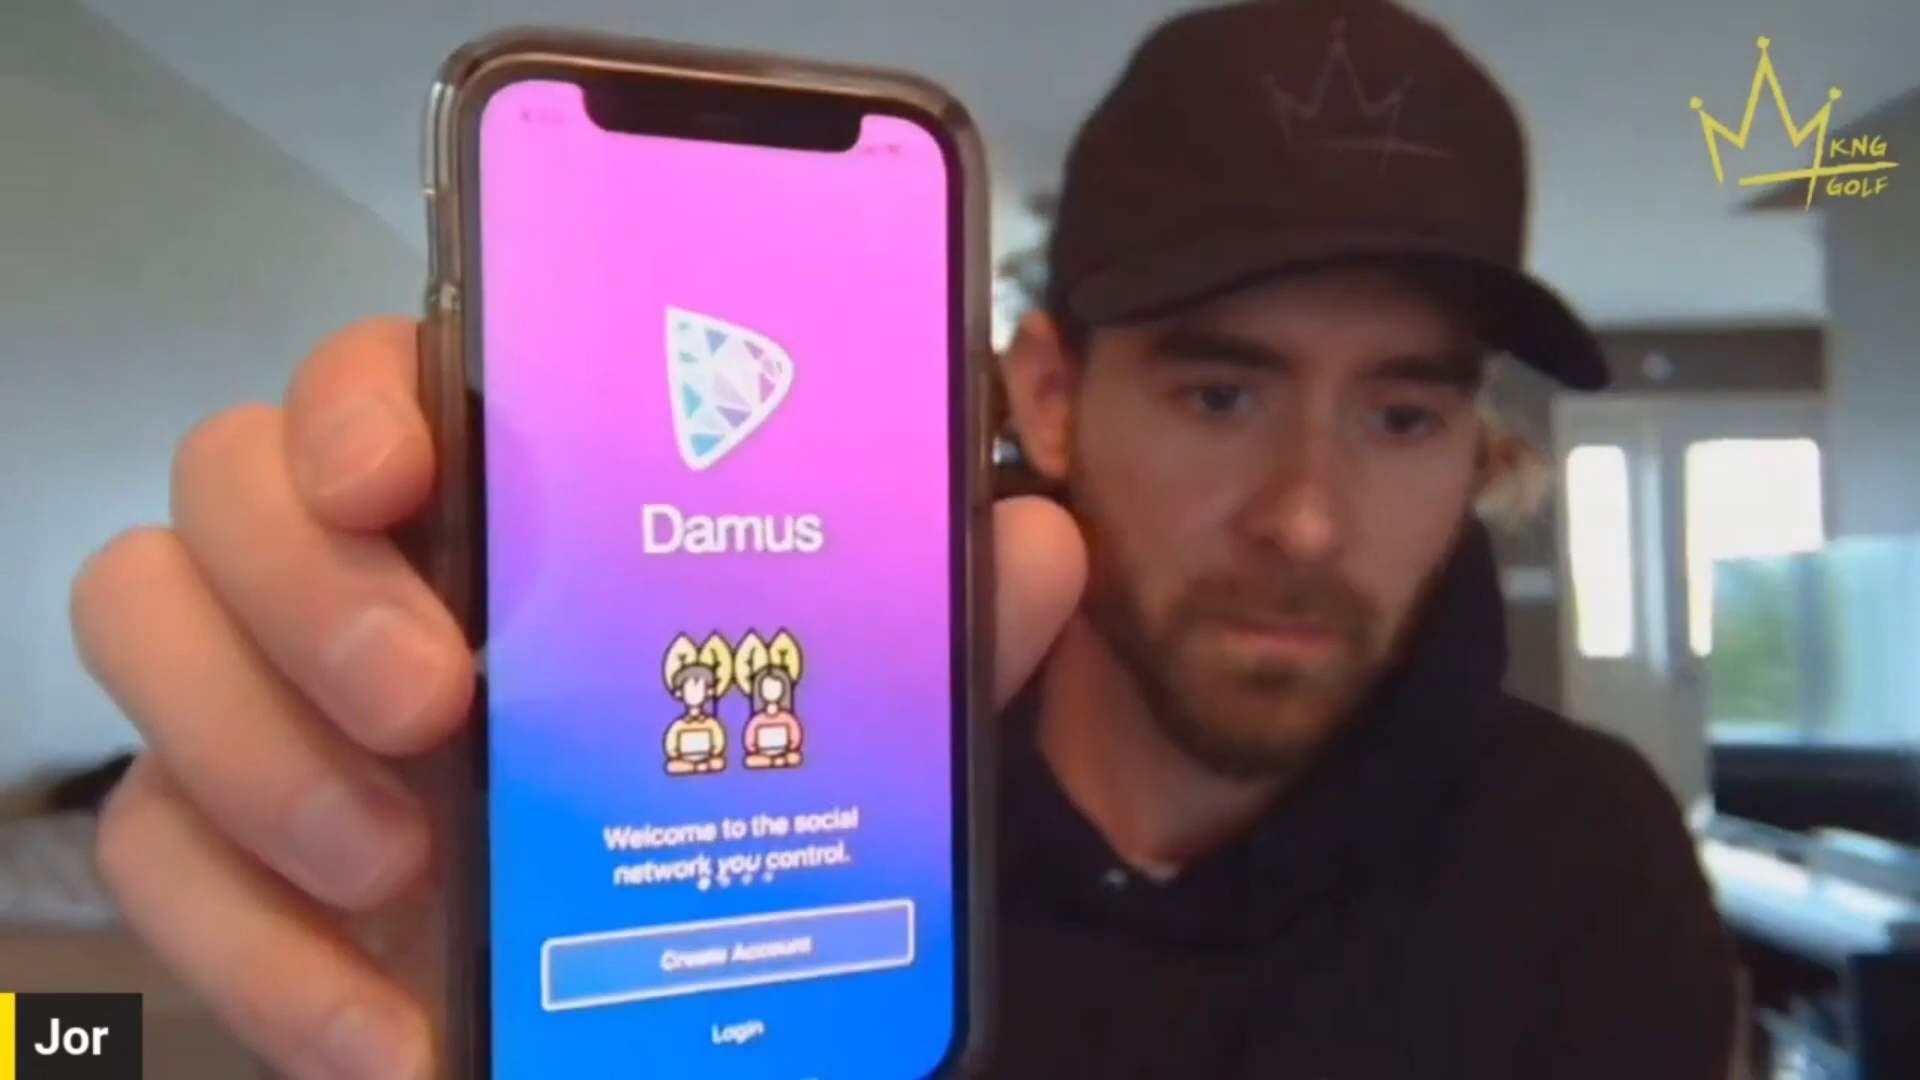 KNG
GOLF
Damus
Welcome to the social
network you control.
Create Account
Login
Jor